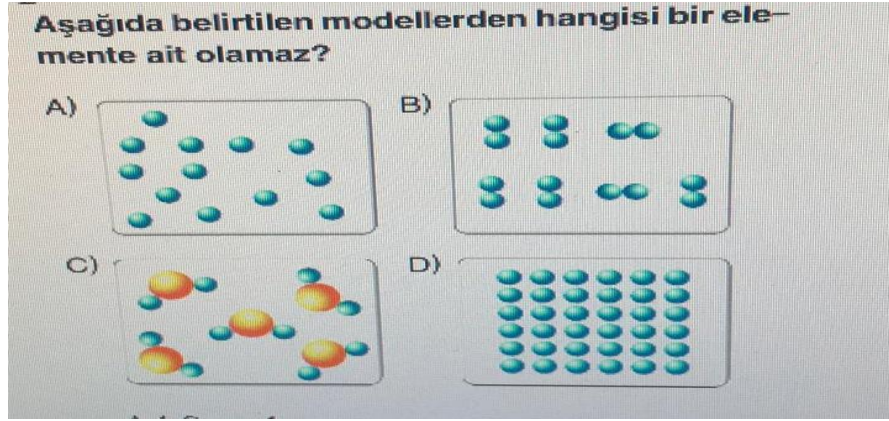 Aşağıda belirtilen modellerden hangisi bir ele-
mente ait olamaz?
A)
B)
C)
D)